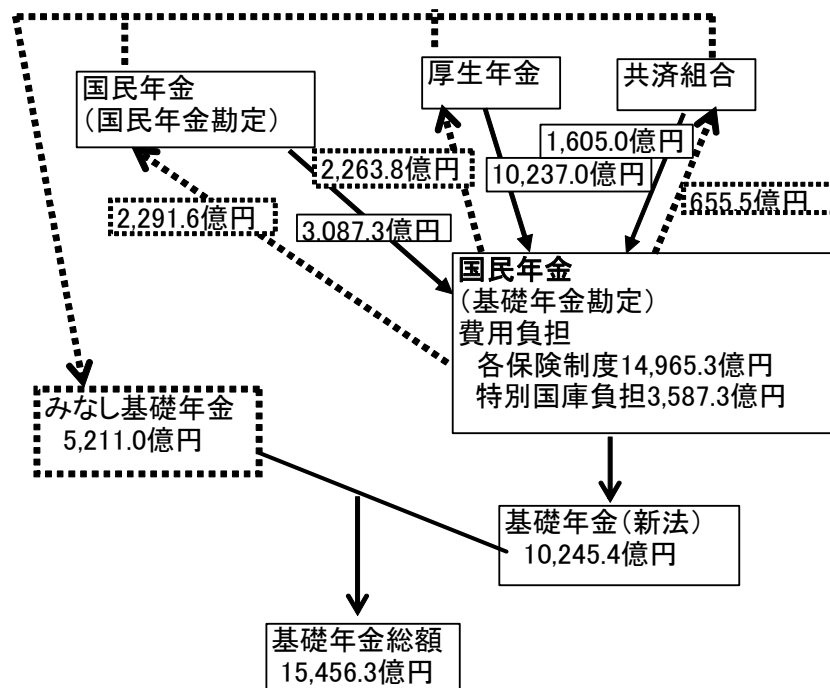 国民年金
（国民年金勘定）
厚生年金
共済組合
1,605.0億円
2,263.8億円
10,237.0億円
655.5億円
2,291.6億円
3,087.3億円
国民年金
（基礎年金勘定）
費用負担
各保険制度14,965.3億円
特別国庫負担3,587.3億円
みなし基礎年金
5,211.0億円
基礎年金（新法）
10,245.4億円
基礎年金総額
15,456.3億円